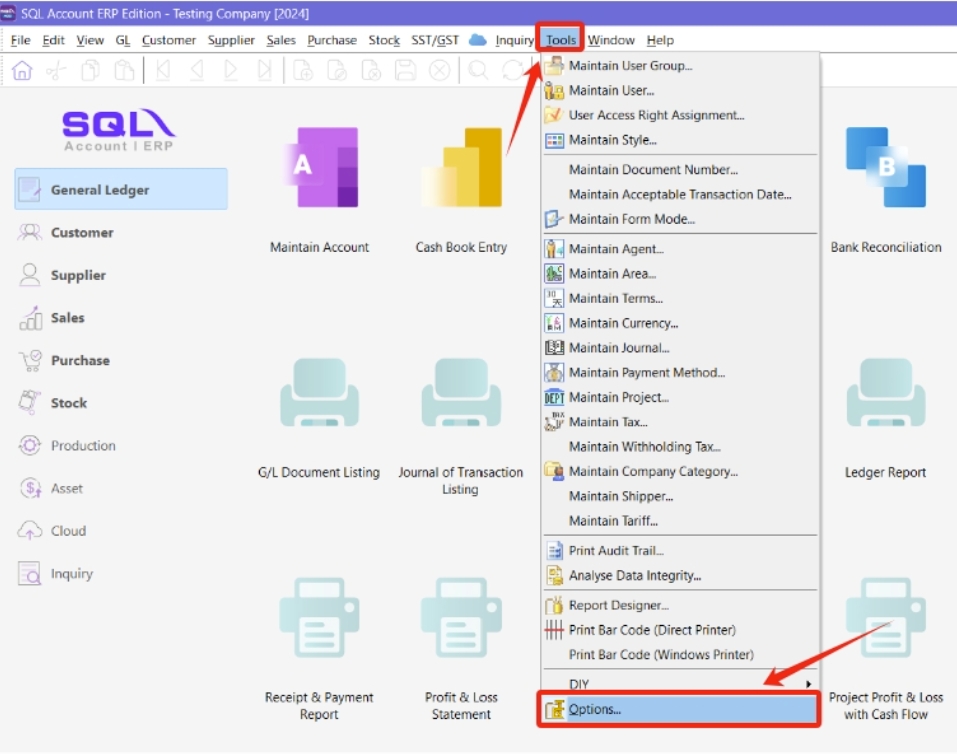 SQL Account ERP Edition - Testing Company [2024]
File Edit View GL Customer Supplier Sales Purchase Stock SST/GST Inquiry Tools Window Help
SQL
Account | ERP
General Ledger
Customer
Supplier
Sales
Purchase
Stock
Production
Asset
Cloud
Inquiry
A
Maintain Account
Cash Book Entry
B
Bank Reconciliation
G/L Document Listing
Journal of Transaction
Listing
Ledger Report
Receipt & Payment
Report
Profit & Loss
Statement
Project Profit & Loss
with Cash Flow
Maintain User Group...
Maintain User...
User Access Right Assignment...
Maintain Style...
Maintain Document Number...
Maintain Acceptable Transaction Date...
Maintain Form Mode...
Maintain Agent...
Maintain Area...
Maintain Terms...
Maintain Currency...
Maintain Journal...
Maintain Payment Method...
DEPT Maintain Project...
Maintain Tax...
Maintain Withholding Tax...
Maintain Company Category...
Maintain Shipper...
Maintain Tariff...
Print Audit Trail...
Analyse Data Integrity...
Report Designer...
Print Bar Code (Direct Printer)
Print Bar Code (Windows Printer)
DIY
Options...